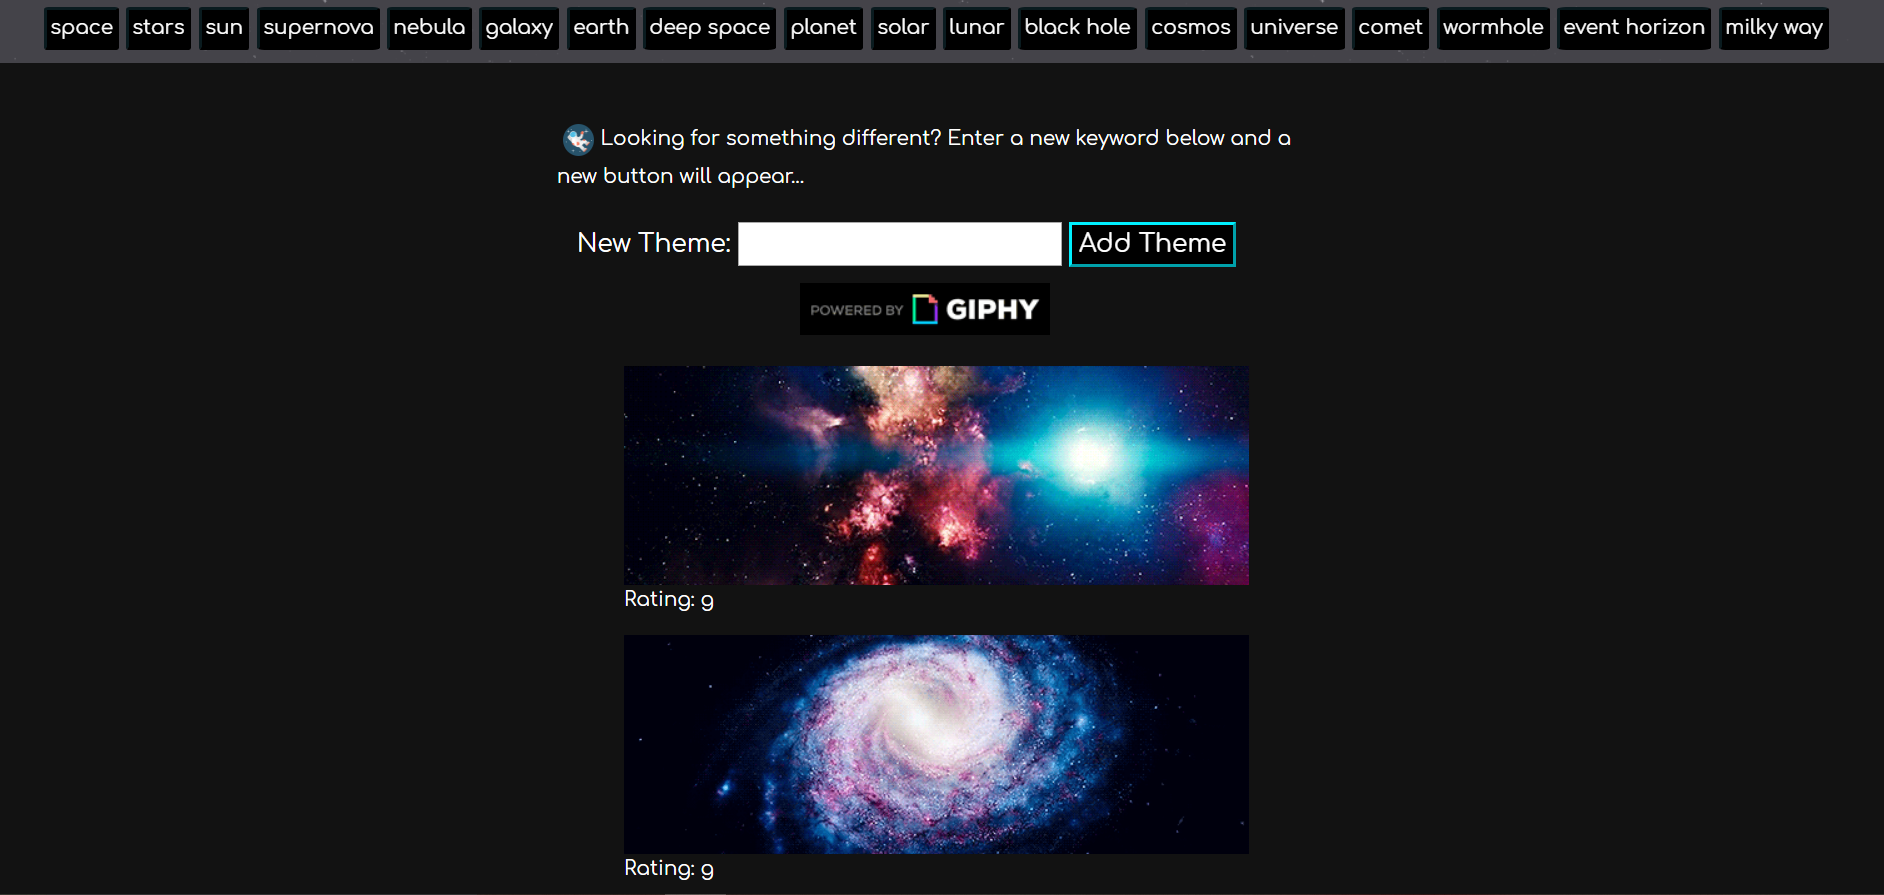 space stars sun supernova nebula galaxy earth deep space planet solar lunar black hole cosmos universe comet wormhole event horizon milky way
Looking for something different? Enter a new keyword below and a
new button will appear...
New Theme: Add Theme
POWERED BY GIPHY
Rating: g
Rating: g